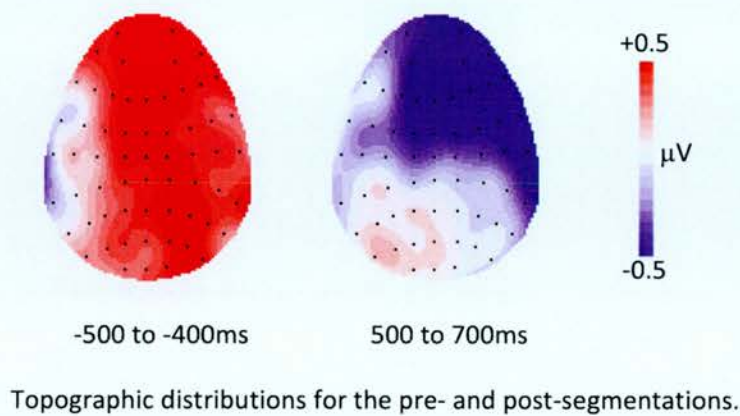 +0.5
μV
-0.5
-500 to -400ms
500 to 700ms
Topographic distributions for the pre- and post-segmentations.